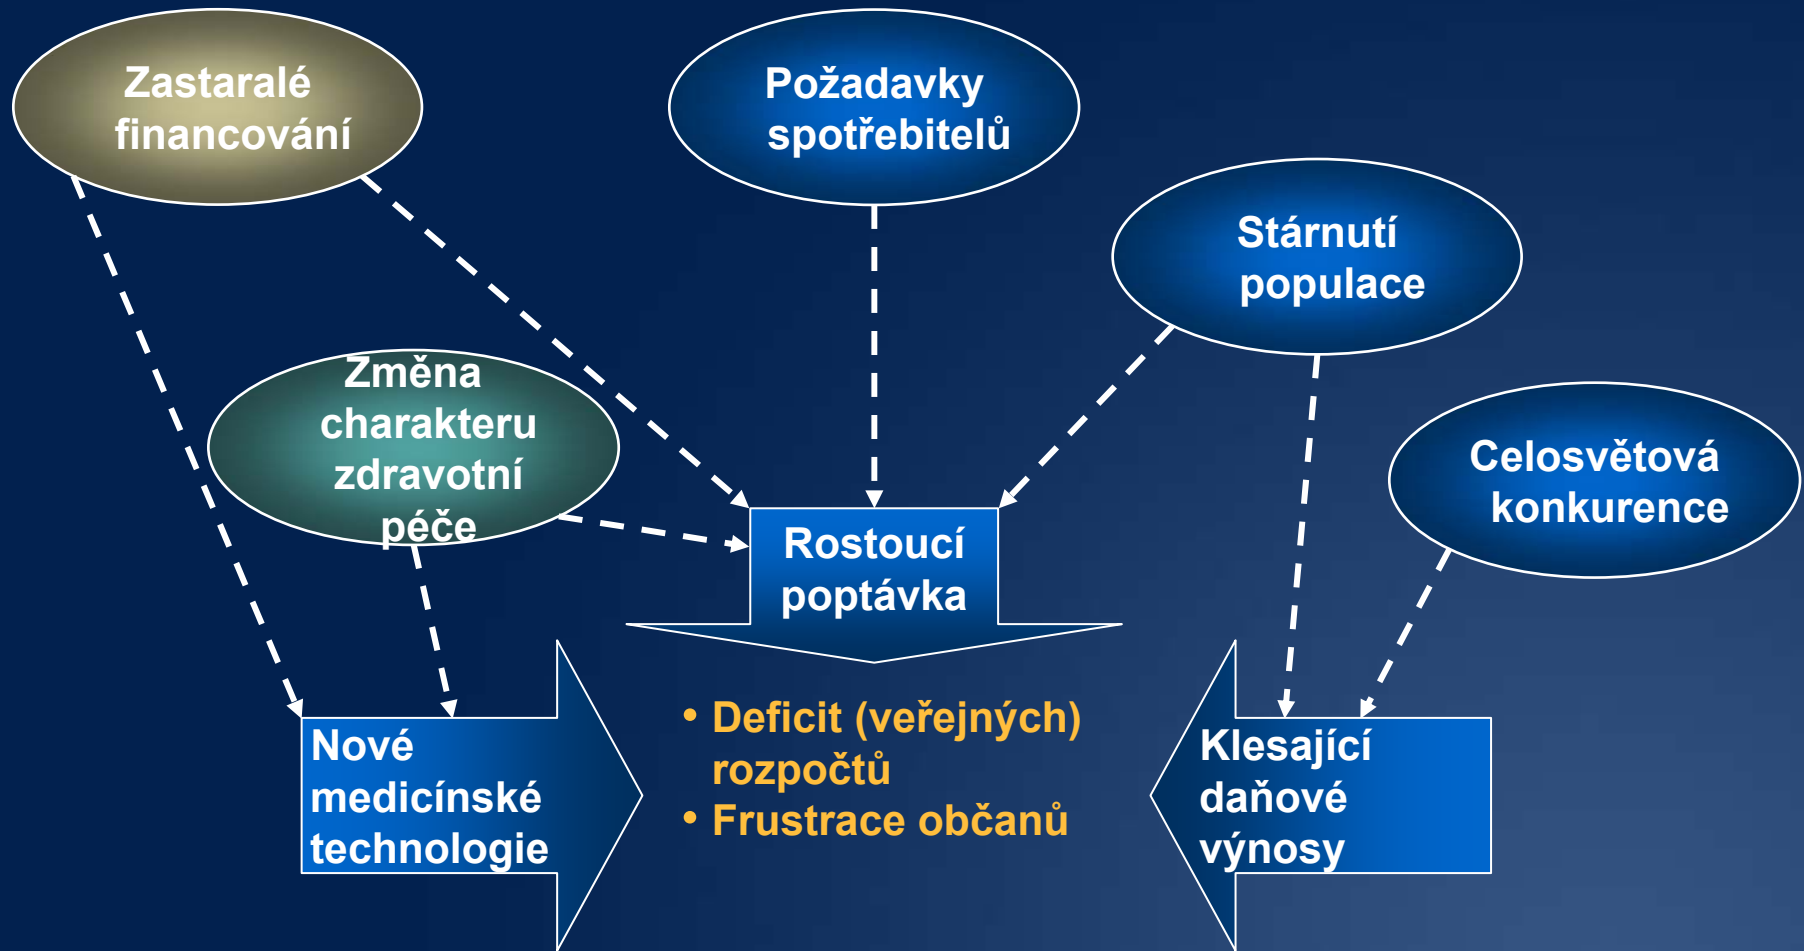 Zastaralé
financování
Požadavky
spotřebitelů
Stárnutí
populace
Změna
charakteru
zdravotní
péče
Celosvětová
konkurence
Rostoucí
poptávka
Nové
medicínské
technologie
• Deficit (veřejných)
rozpočtů
• Frustrace občanů
Klesající
daňové
výnosy